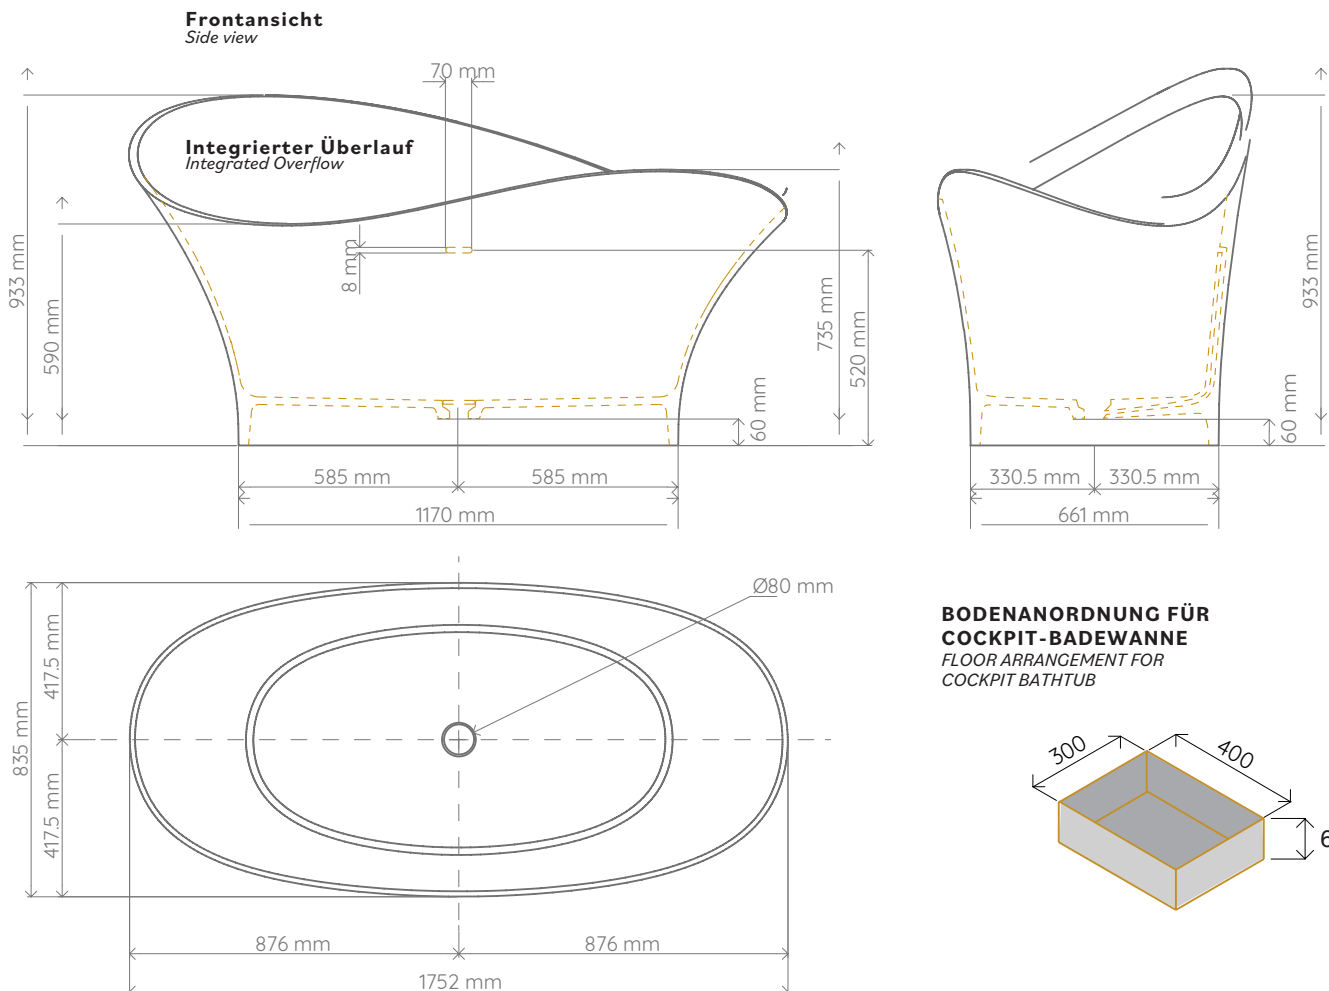 Frontansicht
Side view
70 mm
Integrierter Überlauf
Integrated Overflow
8 mm
933 mm
590 mm
735 mm
520 mm
60 mm
933 mm
60 mm
585 mm
585 mm
1170 mm
330.5 mm
330.5 mm
661 mm
Ø80 mm
417.5 mm
835 mm
417.5 mm
876 mm
876 mm
1752 mm
BODENANORDNUNG FÜR
COCKPIT-BADEWANNE
FLOOR ARRANGEMENT FOR
COCKPIT BATHTUB
300
400